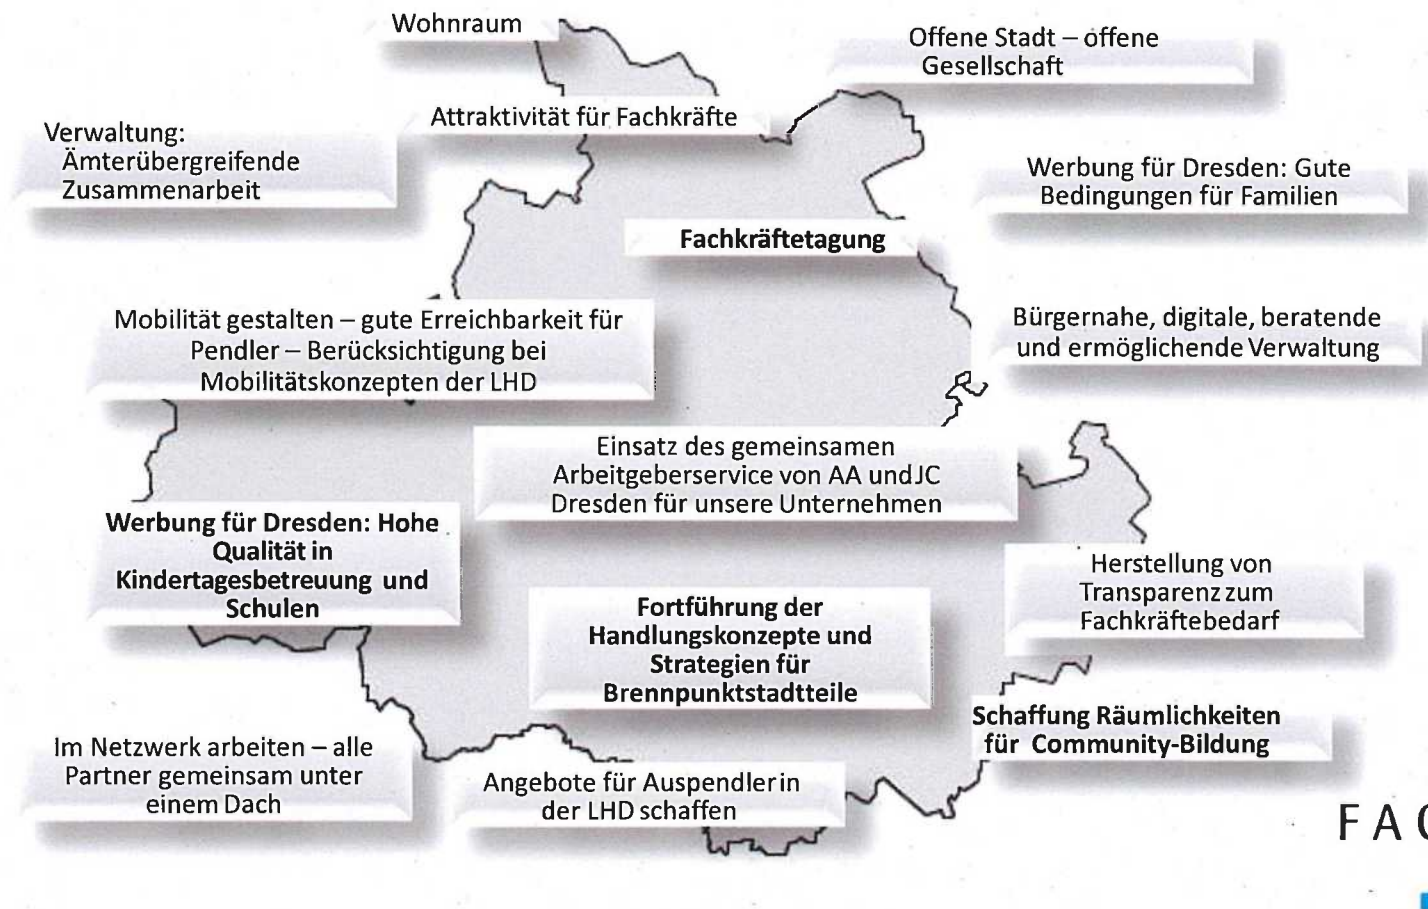 Wohnraum
Offene Stadt – offene
Gesellschaft
Attraktivität für Fachkräfte
Verwaltung:
Ämterübergreifende
Zusammenarbeit
Werbung für Dresden: Gute
Bedingungen für Familien
Fachkräftetagung
Mobilität gestalten – gute Erreichbarkeit für
Pendler – Berücksichtigung bei
Mobilitätskonzepten der LHD
Bürgernahe, digitale, beratende
und ermöglichende Verwaltung
Einsatz des gemeinsamen
Arbeitgeberservice von AA und JC
Dresden für unsere Unternehmen
Werbung für Dresden: Hohe
Qualität in
Kindertagesbetreuung und
Schulen
Herstellung von
Transparenz zum
Fachkräftebedarf
Fortführung der
Handlungskonzepte und
Strategien für
Brennpunktstadtteile
Schaffung Räumlichkeiten
für Community-Bildung
Im Netzwerk arbeiten – alle
Partner gemeinsam unter
einem Dach
Angebote für Auspendler in
der LHD schaffen
FA